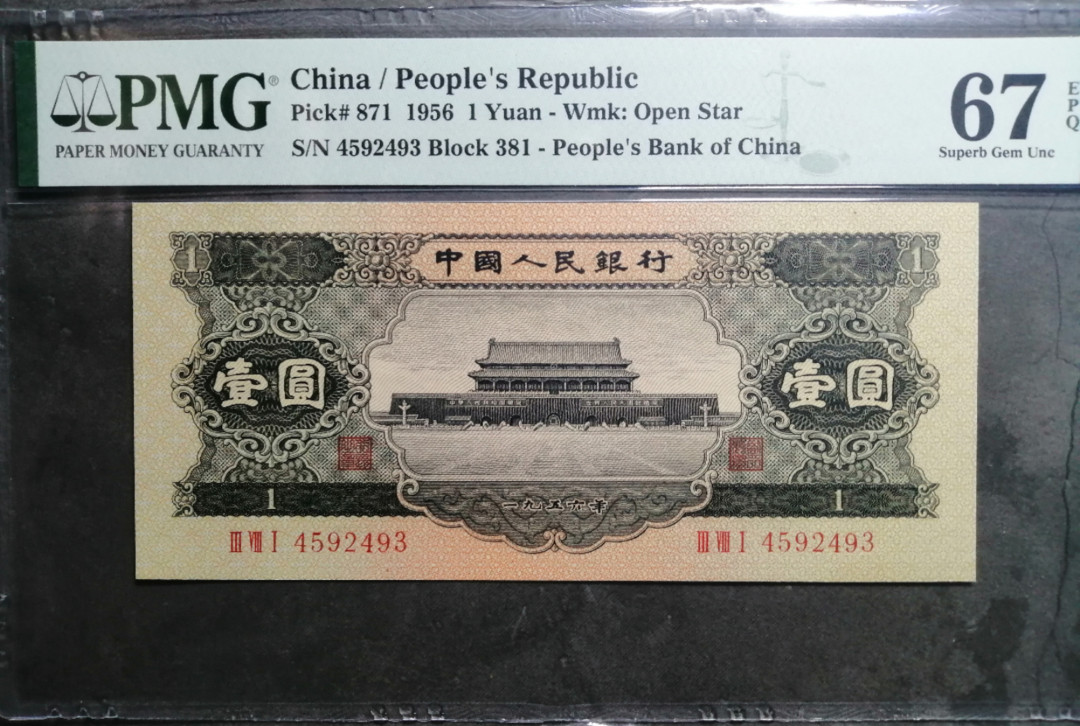 PMG®
PAPER MONEY GUARANTY
China / People's Republic
Pick# 871 1956 1 Yuan - Wmk: Open Star
S/N 4592493 Block 381 - People's Bank of China
67
Superb Gem Unc
E
P
Q
1
中國人民銀行
1
壹圓
壹圓
1
一九五六年
1
III VIII I 4592493
III VIII I 4592493